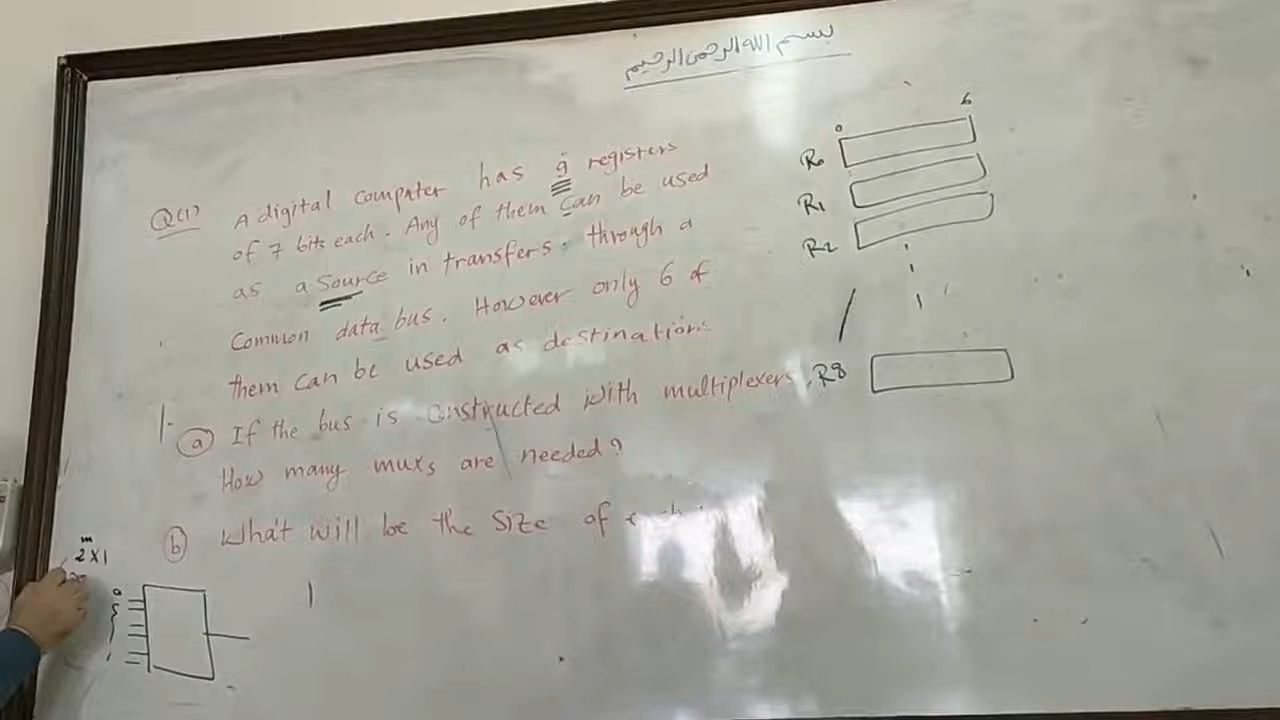 بسم الله الرحمن الرحيم
Q(1) A digital computer has 9 registers
of 7 bits each. Any of them can be used
as a source in transfers. through a
Common data bus. However only 6 of
them can be used as destinations
(a) If the bus is constructed with multiplexers,
How many muxs are needed?
(b) What will be the size of
0 6
R0
R1
R2
R8
m
2 X 1
0